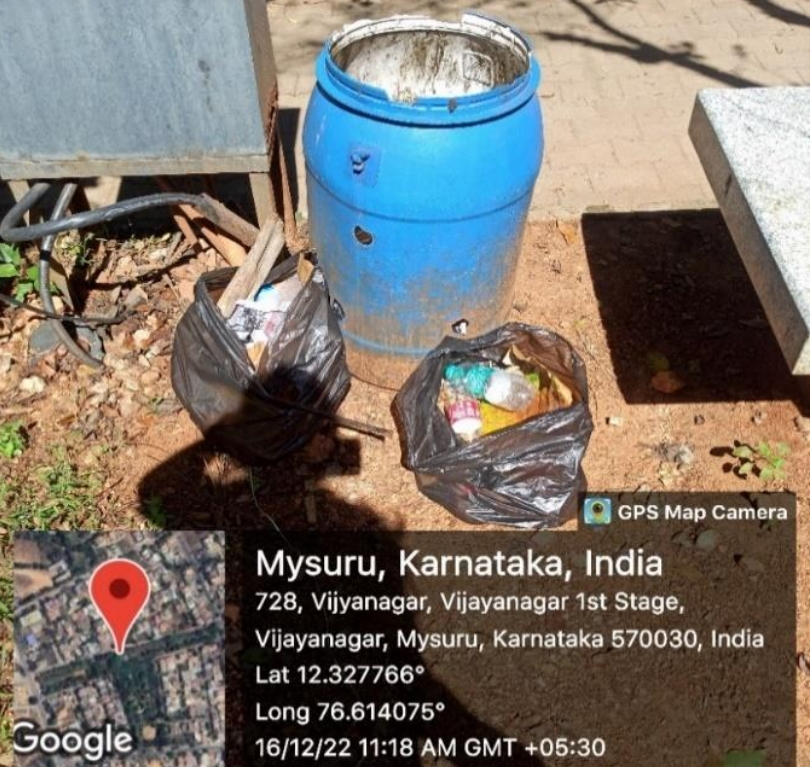 GPS Map Camera
Mysuru, Karnataka, India
728, Vijyanagar, Vijayanagar 1st Stage,
Vijayanagar, Mysuru, Karnataka 570030, India
Lat 12.327766°
Long 76.614075°
16/12/22 11:18 AM GMT +05:30
Google